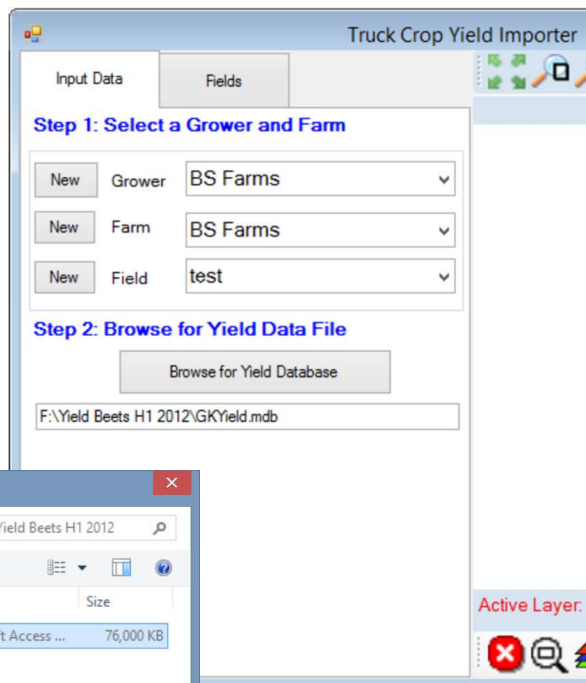 Truck Crop Yield Importer
Input Data
Fields
Step 1: Select a Grower and Farm
New Grower BS Farms
New Farm BS Farms
New Field test
Step 2: Browse for Yield Data File
Browse for Yield Database
F:\Yield Beets H1 2012\GKYield.mdb
Yield Beets H1 2012
Size
ft Access ... 76,000 KB
Active Layer: